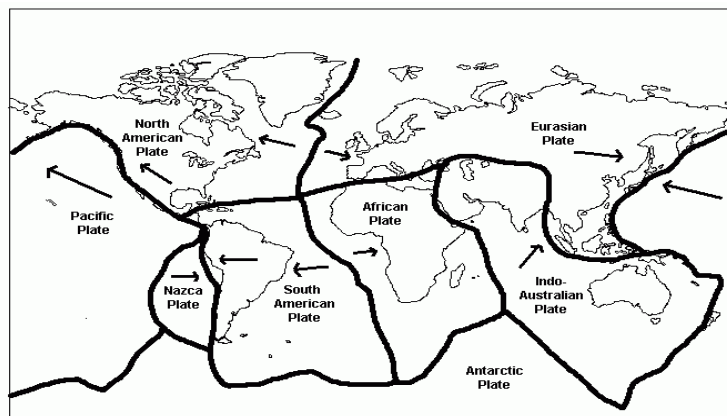 North
American
Plate
Eurasian
Plate
Pacific
Plate
African
Plate
Nazca
Plate
South
American
Plate
Indo-
Australian
Plate
Antarctic
Plate